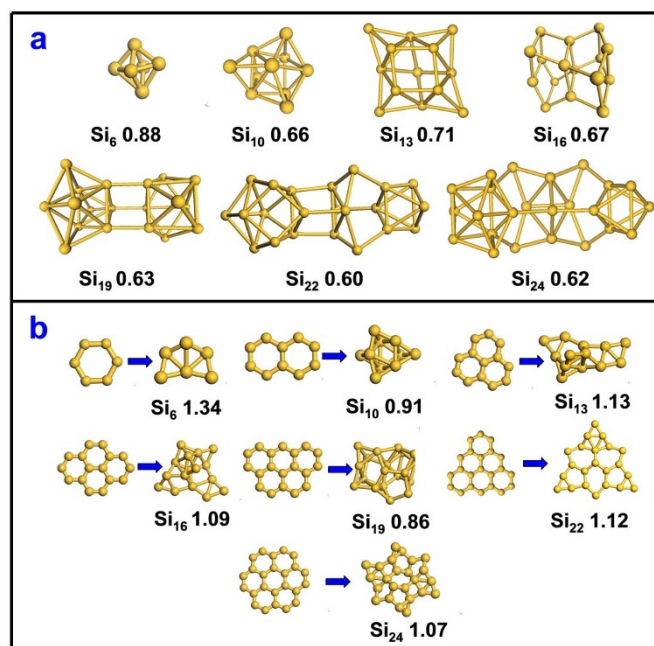 a
Si₆ 0.88 Si₁₀ 0.66 Si₁₃ 0.71 Si₁₆ 0.67
Si₁₉ 0.63 Si₂₂ 0.60 Si₂₄ 0.62
b
Si₆ 1.34 Si₁₀ 0.91 Si₁₃ 1.13
Si₁₆ 1.09 Si₁₉ 0.86 Si₂₂ 1.12
Si₂₄ 1.07